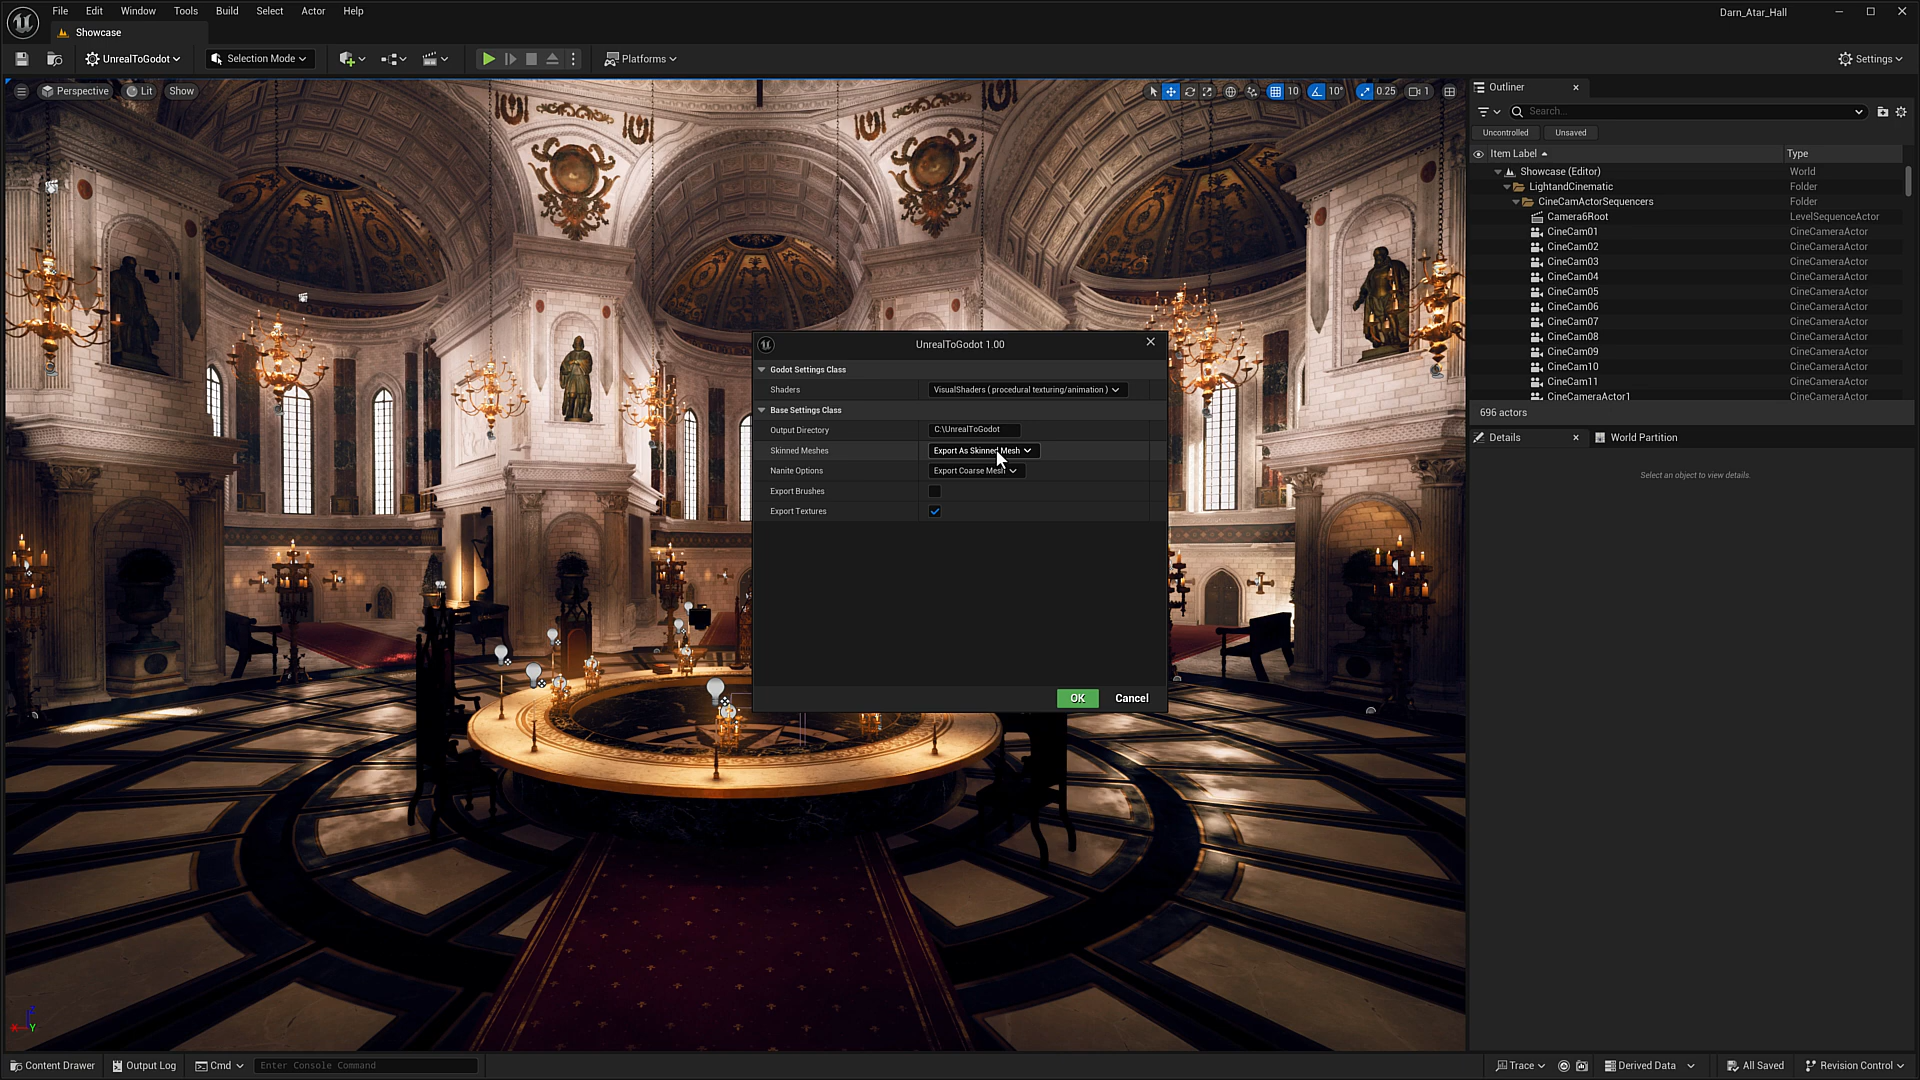 File Edit Window Tools Build Select Actor Help
Darn_Atar_Hall
Showcase
UnrealToGodot
Selection Mode
Platforms
Settings
Perspective
Lit
Show
10
10°
0.25
1
Outliner
Search...
Uncontrolled
Unsaved
Item Label
Type
Showcase (Editor) World
LightandCinematic Folder
CineCamActorSequencers Folder
Camera6Root LevelSequenceActor
CineCam01 CineCameraActor
CineCam02 CineCameraActor
CineCam03 CineCameraActor
CineCam04 CineCameraActor
CineCam05 CineCameraActor
CineCam06 CineCameraActor
CineCam07 CineCameraActor
CineCam08 CineCameraActor
CineCam09 CineCameraActor
CineCam10 CineCameraActor
CineCam11 CineCameraActor
CineCameraActor1 CineCameraActor
696 actors
Details
World Partition
Select an object to view details.
UnrealToGodot 1.00
Godot Settings Class
Shaders VisualShaders ( procedural texturing/animation )
Base Settings Class
Output Directory C:\UnrealToGodot
Skinned Meshes Export As Skinned Mesh
Nanite Options Export Coarse Mesh
Export Brushes
Export Textures
OK
Cancel
X Y
Content Drawer
Output Log
Cmd
Enter Console Command
Trace
Derived Data
All Saved
Revision Control